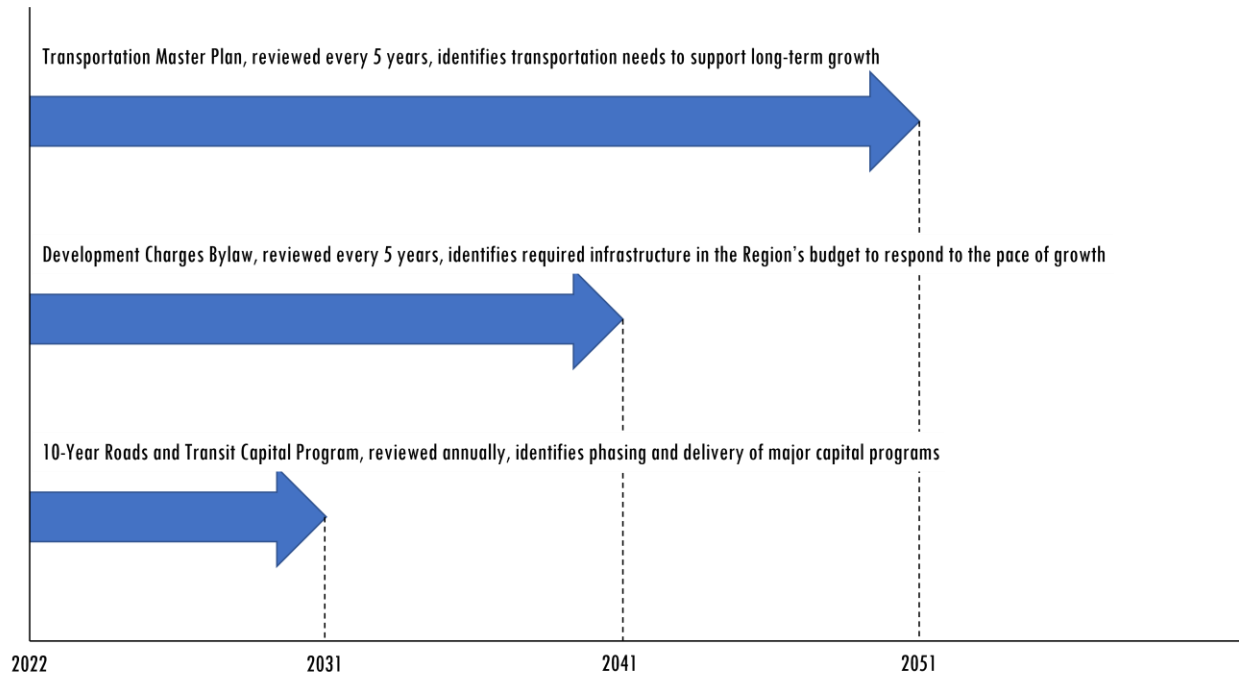 Transportation Master Plan, reviewed every 5 years, identifies transportation needs to support long-term growth
Development Charges Bylaw, reviewed every 5 years, identifies required infrastructure in the Region’s budget to respond to the pace of growth
10-Year Roads and Transit Capital Program, reviewed annually, identifies phasing and delivery of major capital programs
2022 2031 2041 2051